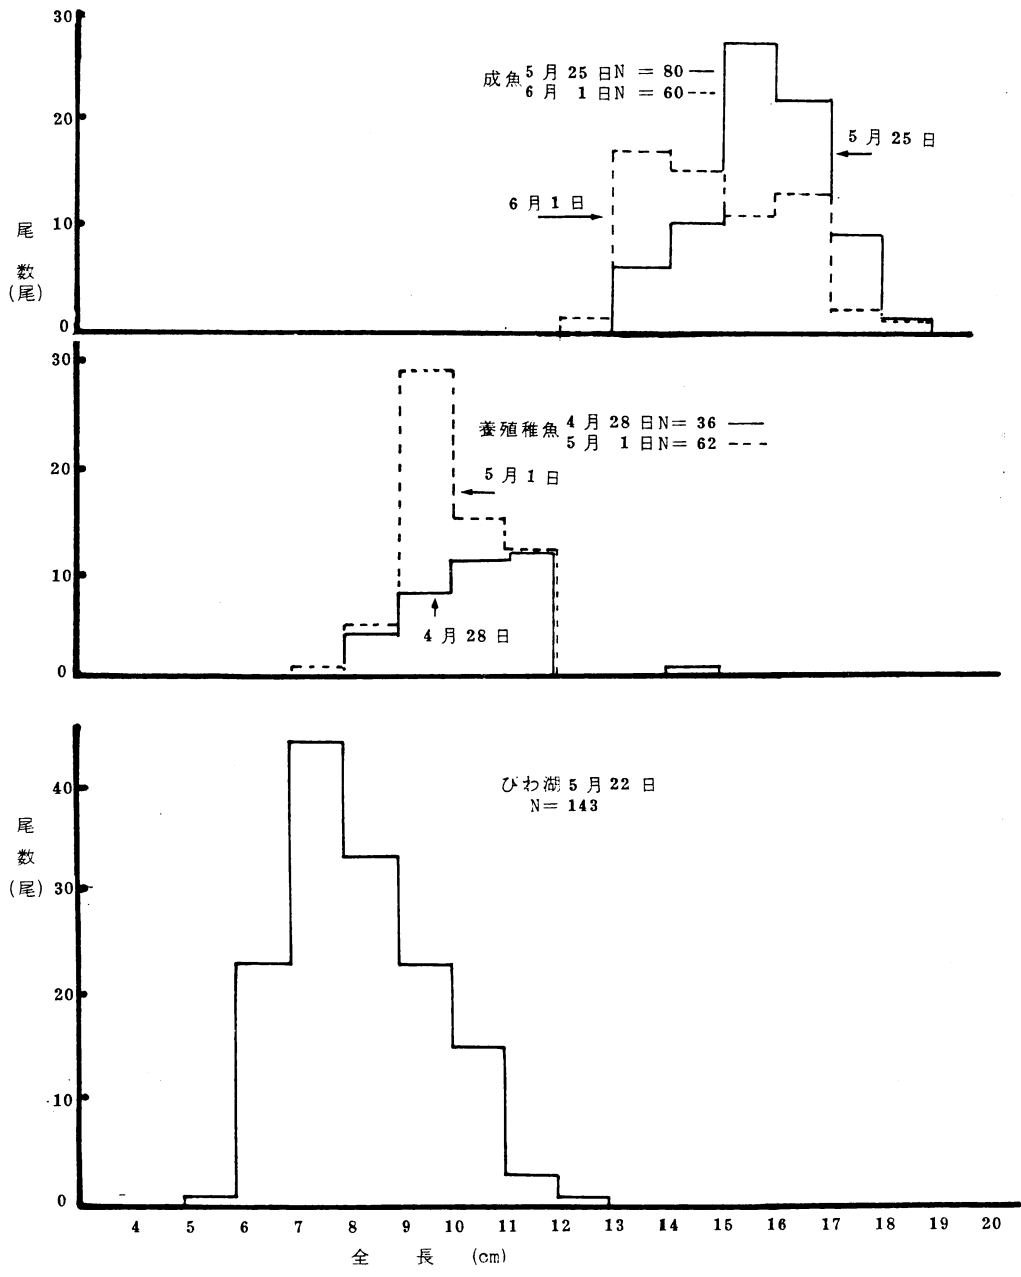 30
20
10
0
尾
数
(尾)
成魚 5月25日N=80
6月1日N=60---
5月25日
6月1日
30
20
10
0
養殖稚魚 4月28日N=36 —
5月1日N=62 ---
5月1日
4月28日
尾
数
(尾)
40
30
20
10
0
びわ湖5月22日
N=143
4 5 6 7 8 9 10 11 12 13 14 15 16 17 18 19 20
全長 (cm)